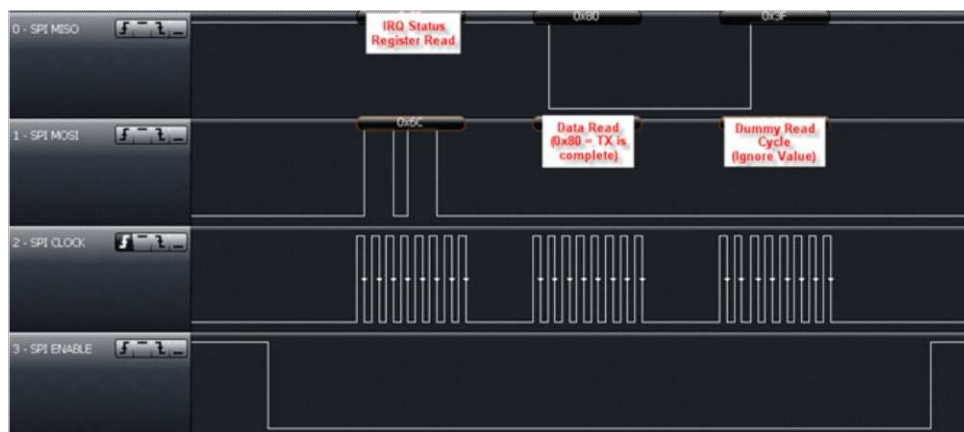 0 - SPI MISO
IRQ Status
Register Read
0x80
0x3F
1 - SPI MOSI
0x6C
Data Read
(0x80 = TX is
complete)
Dummy Read
Cycle
(Ignore Value)
2 - SPI CLOCK
3 - SPI ENABLE